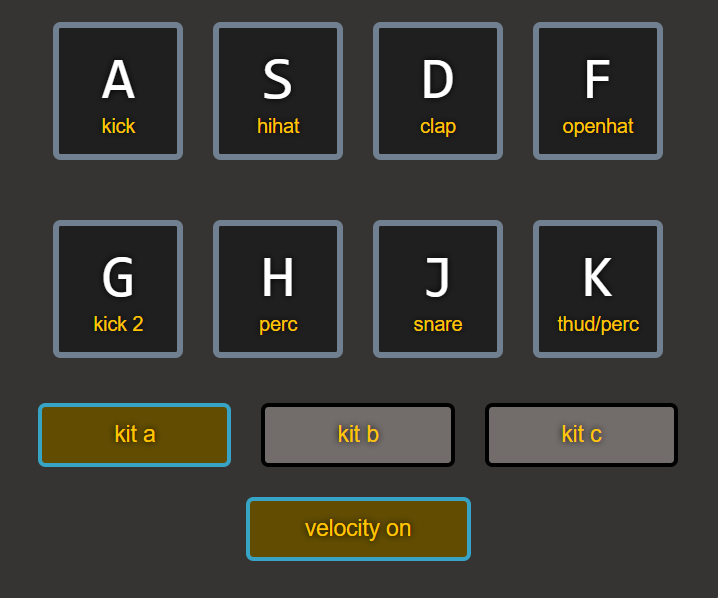 A S D F
kick hihat clap openhat
G H J K
kick 2 perc snare thud/perc
kit a kit b kit c
velocity on